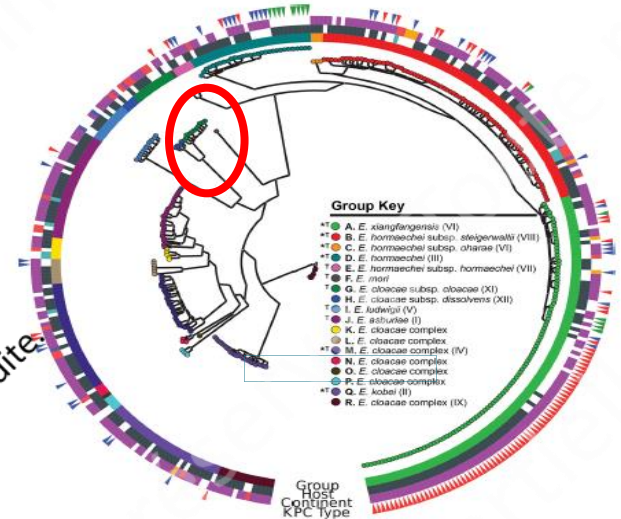 Group Key
*T A. E. xiangfangensis (VI)
*T B. E. hormaechei subsp. steigerwaltii (VIII)
*T C. E. hormaechei subsp. oharae (VI)
*T D. E. hormaechei (III)
T E. E. hormaechei subsp. hormaechei (VII)
T F. E. mori
T G. E. cloacae subsp. cloacae (XI)
H. E. cloacae subsp. dissolvens (XII)
T I. E. ludwigii (V)
T J. E. asburiae (I)
K. E. cloacae complex
L. E. cloacae complex
*T M. E. cloacae complex (IV)
N. E. cloacae complex
O. E. cloacae complex
P. E. cloacae complex
*T Q. E. kobei (II)
R. E. cloacae complex (IX)
Group
Host
Continent
KPC Type